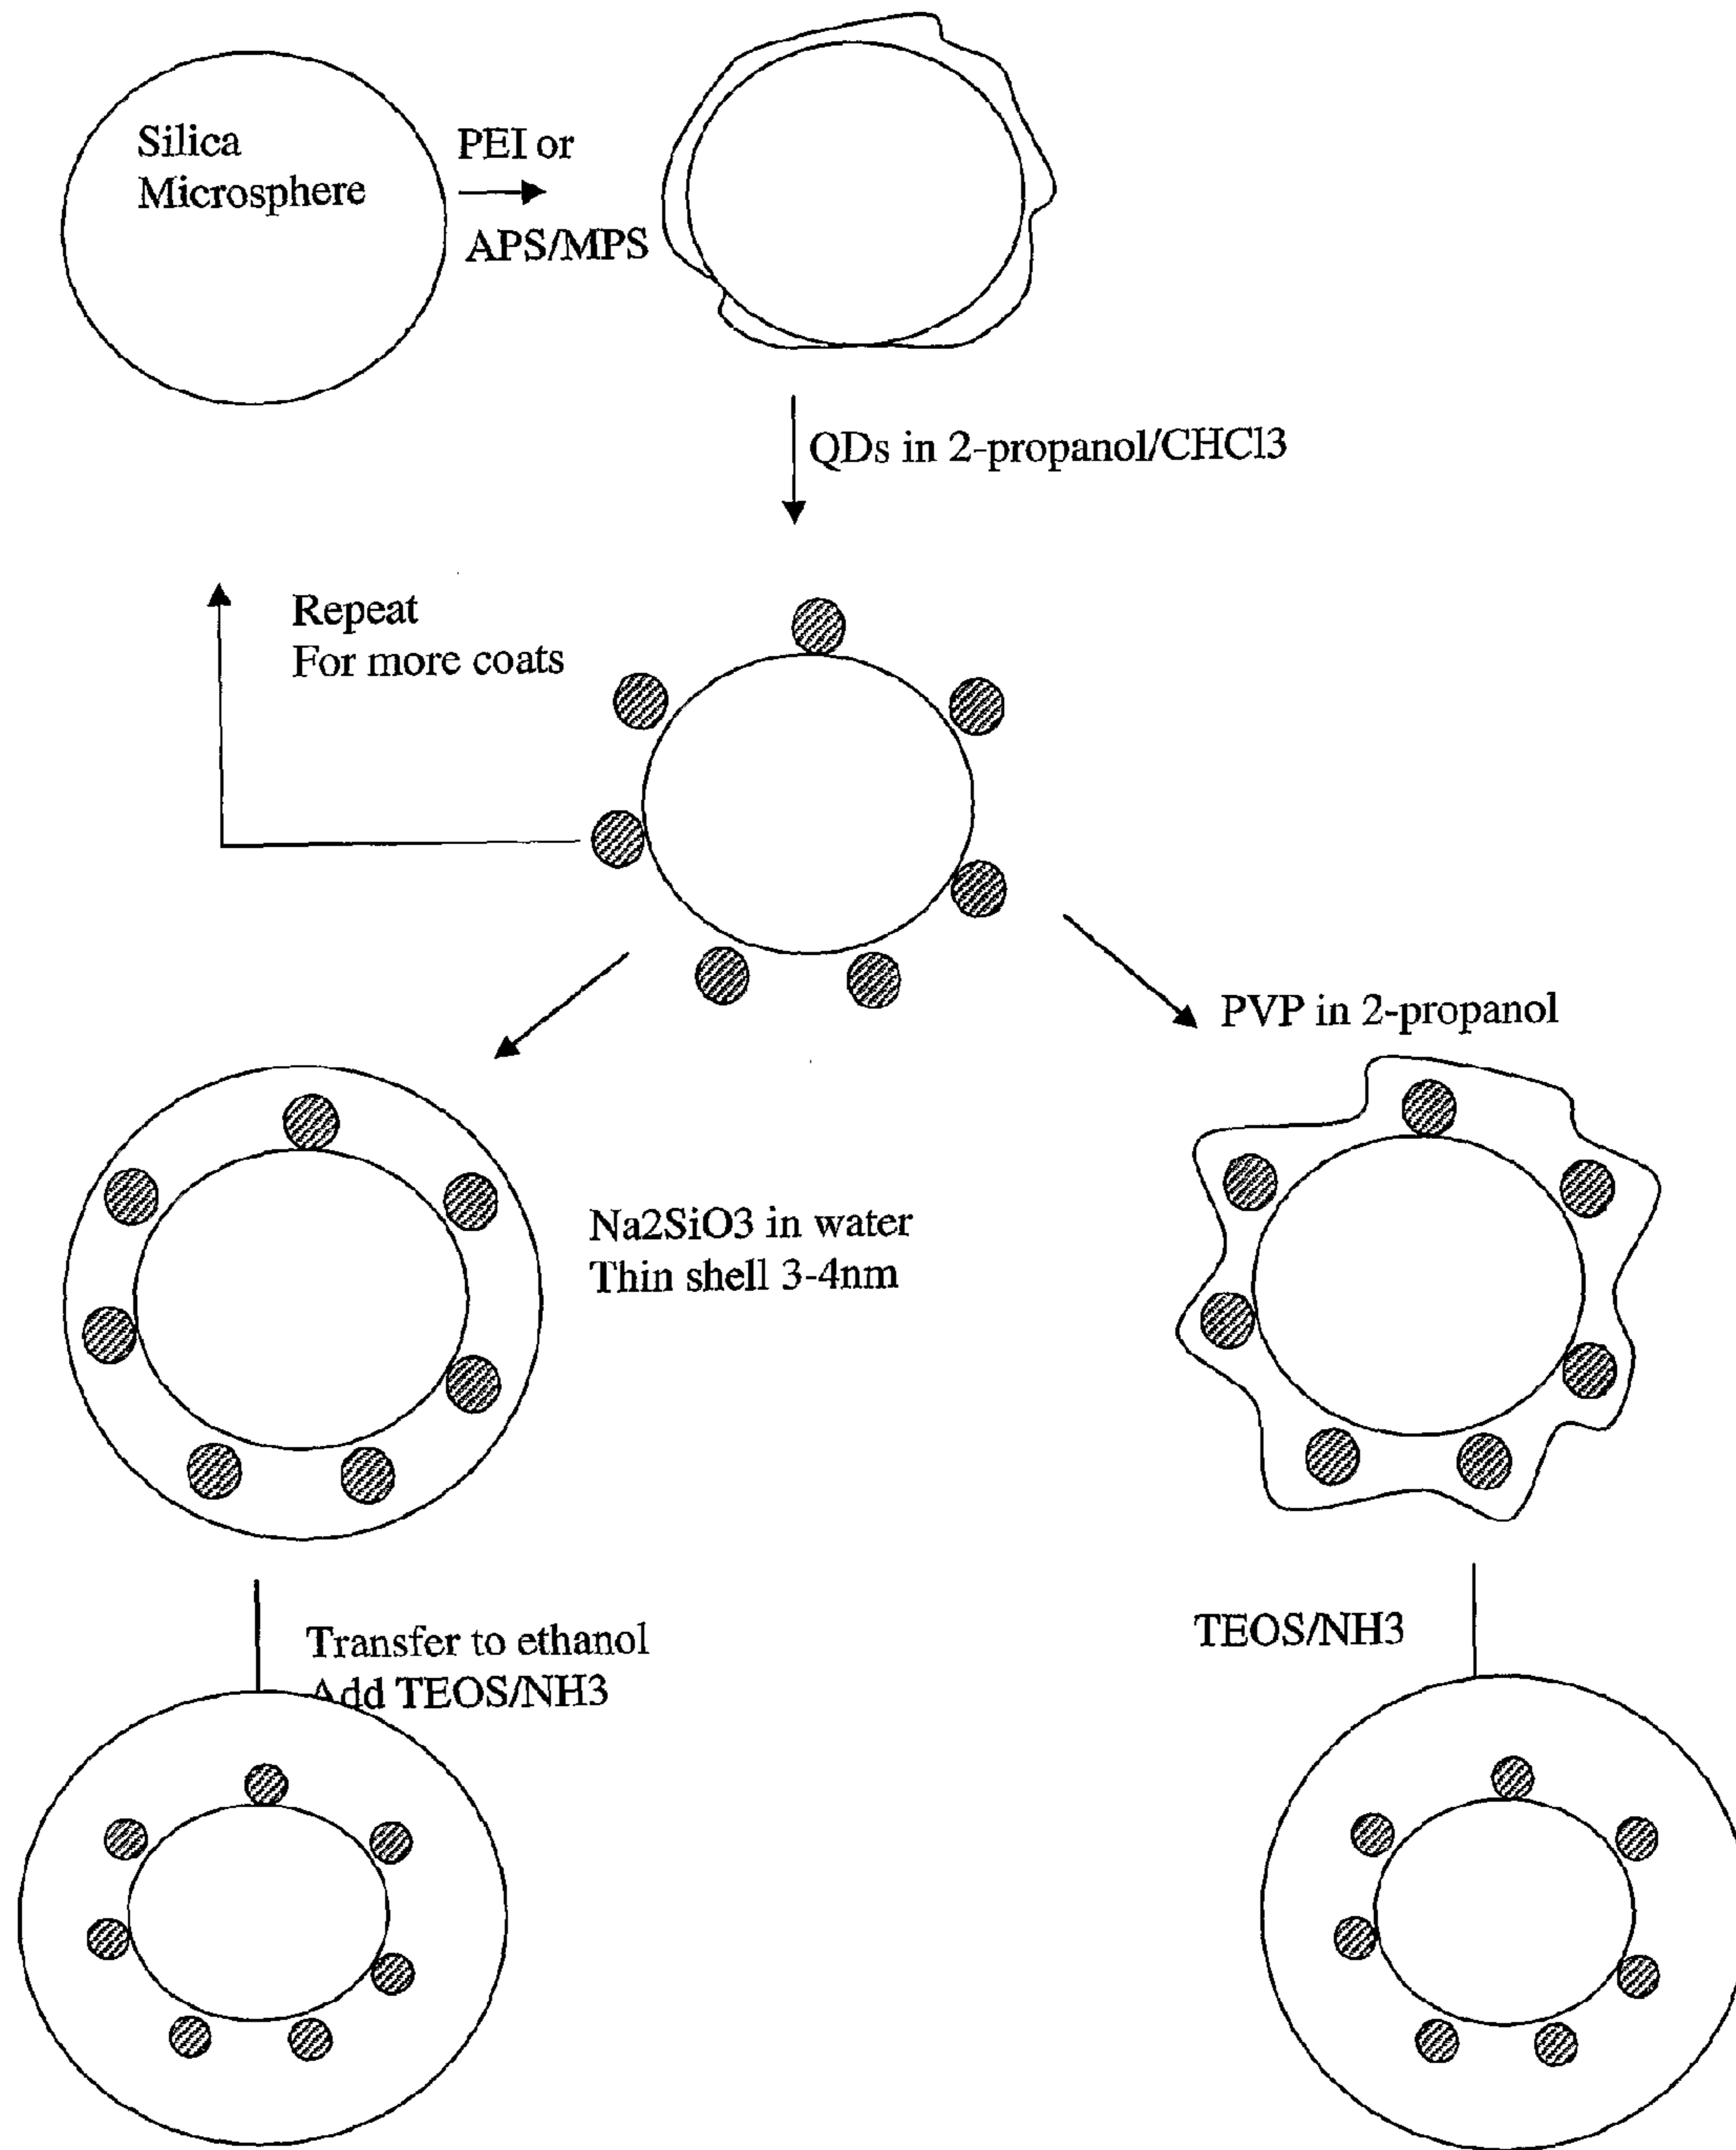 Silica
Microsphere
PEI or
APS/MPS
QDs in 2-propanol/CHCl3
Repeat
For more coats
PVP in 2-propanol
Na2SiO3 in water
Thin shell 3-4nm
Transfer to ethanol
Add TEOS/NH3
TEOS/NH3